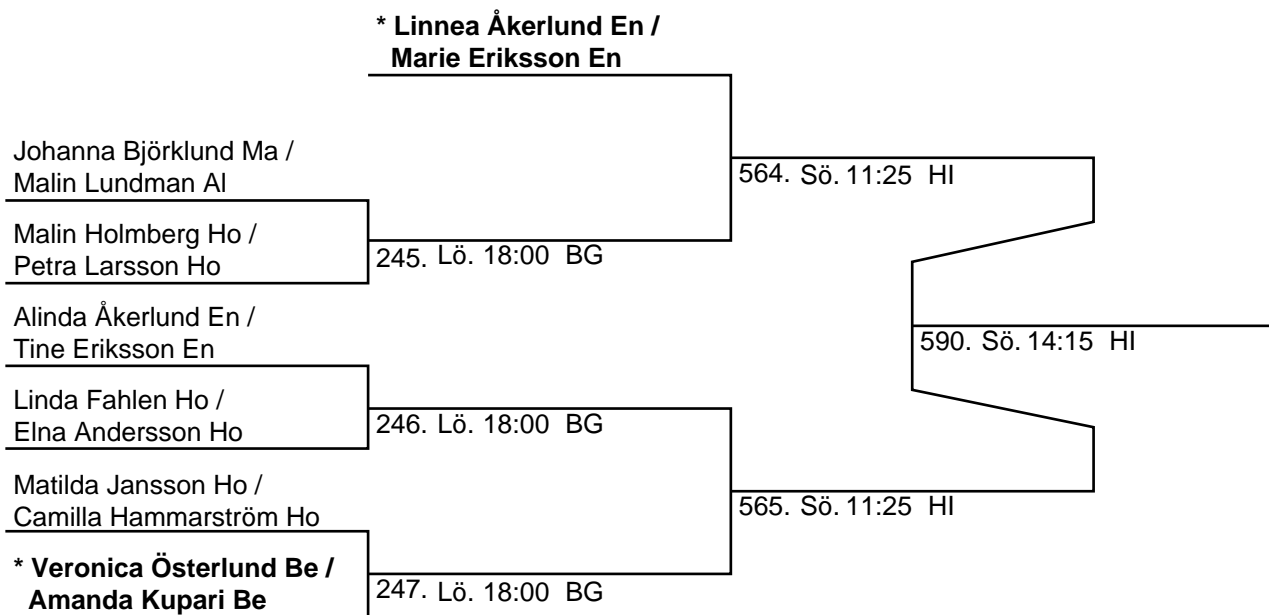 * Linnea Åkerlund En /
Marie Eriksson En
Johanna Björklund Ma /
Malin Lundman Al
564. Sö. 11:25 HI
Malin Holmberg Ho /
Petra Larsson Ho
245. Lö. 18:00 BG
Alinda Åkerlund En /
Tine Eriksson En
590. Sö. 14:15 HI
Linda Fahlen Ho /
Elna Andersson Ho
246. Lö. 18:00 BG
Matilda Jansson Ho /
Camilla Hammarström Ho
565. Sö. 11:25 HI
* Veronica Österlund Be /
Amanda Kupari Be
247. Lö. 18:00 BG